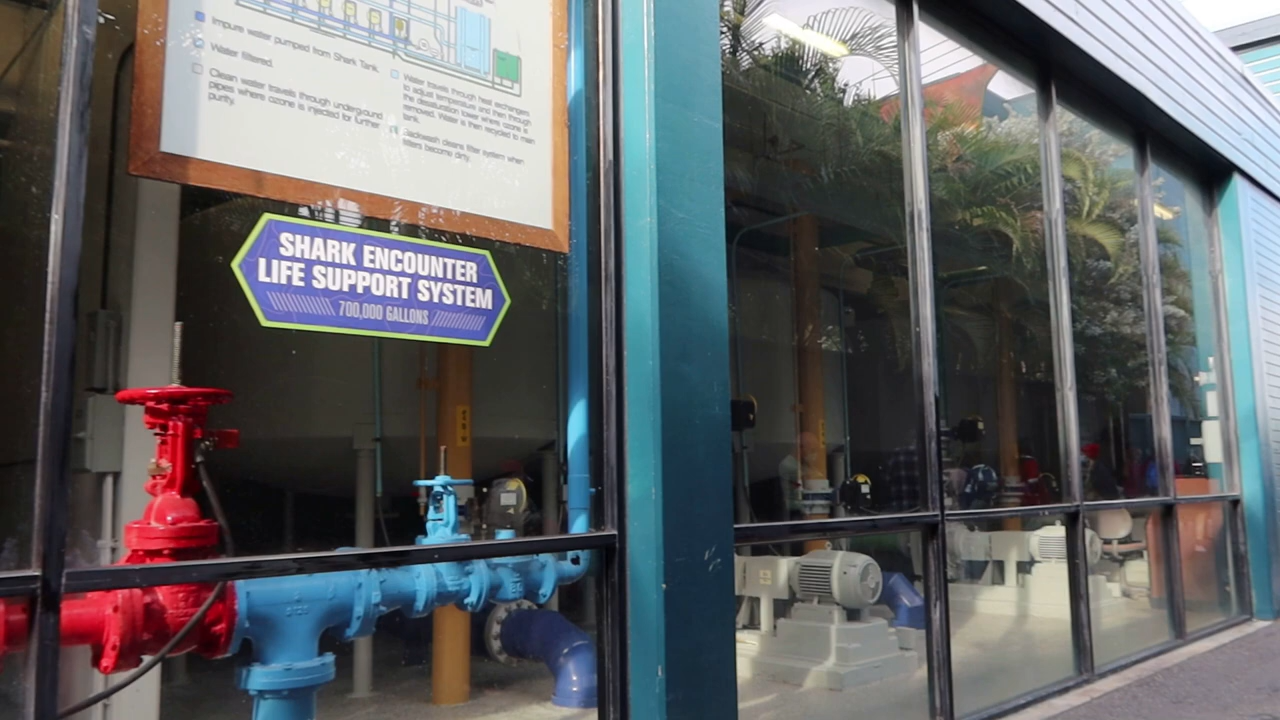 Impure water pumped from Shark Tank.
Water filtered.
Clean water travels through underground
pipes where ozone is injected for further
purity.
Water travels through heat exchangers
to adjust temperature and then through
the desaturation tower where ozone is
removed. Water is then recycled to main
tank.
Backwash cleans filter system when
filters become dirty.
SHARK ENCOUNTER
LIFE SUPPORT SYSTEM
700,000 GALLONS